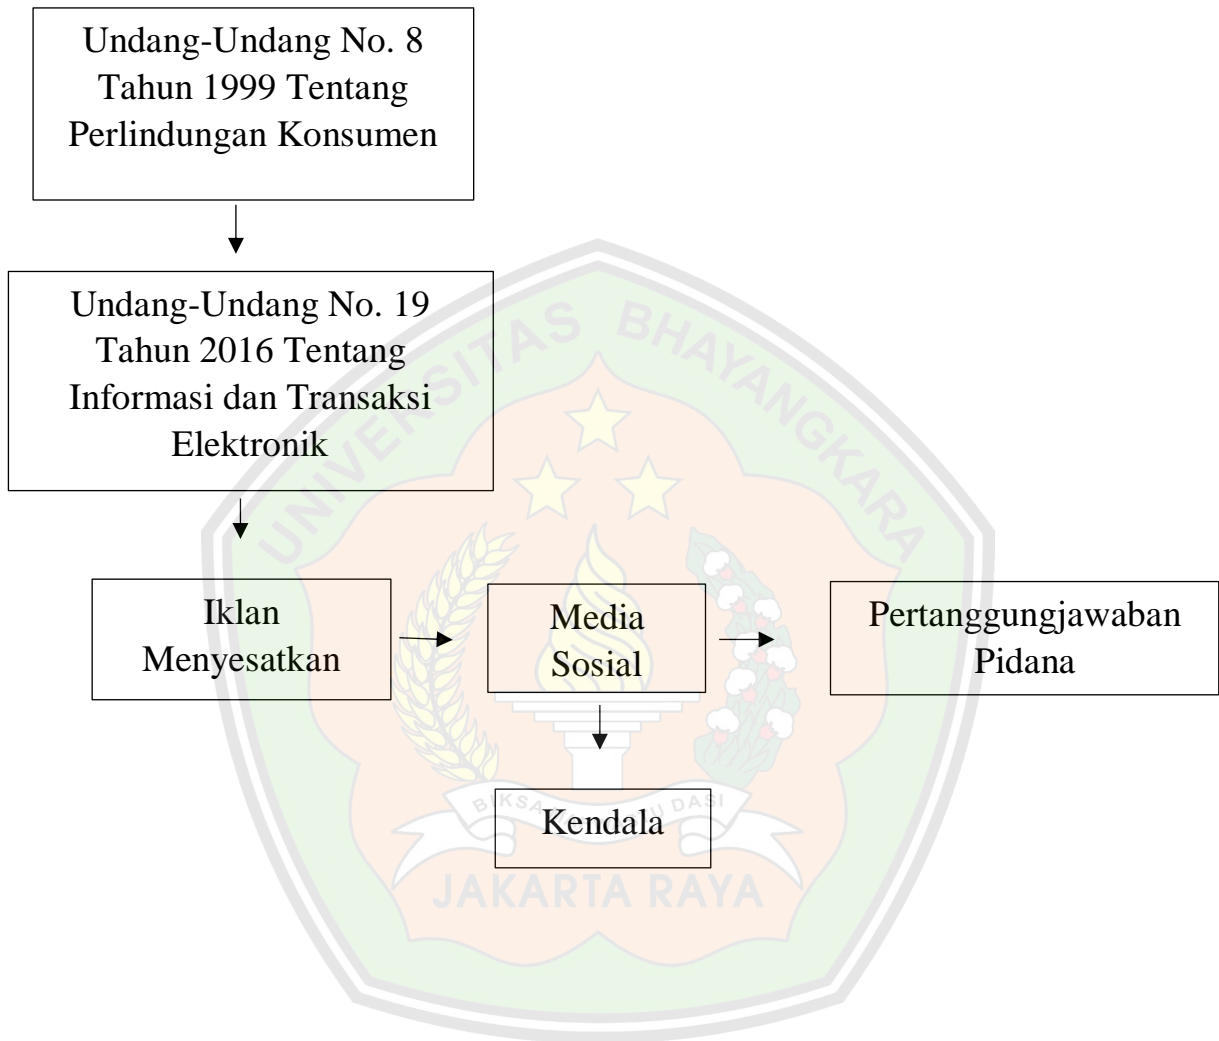 Undang-Undang No. 8
Tahun 1999 Tentang
Perlindungan Konsumen
Undang-Undang No. 19
Tahun 2016 Tentang
Informasi dan Transaksi
Elektronik
Iklan
Menyesatkan
Media
Sosial
Pertanggungjawaban
Pidana
Kendala
UNIVERSITAS BHAYANGKARA
JAKARTA RAYA